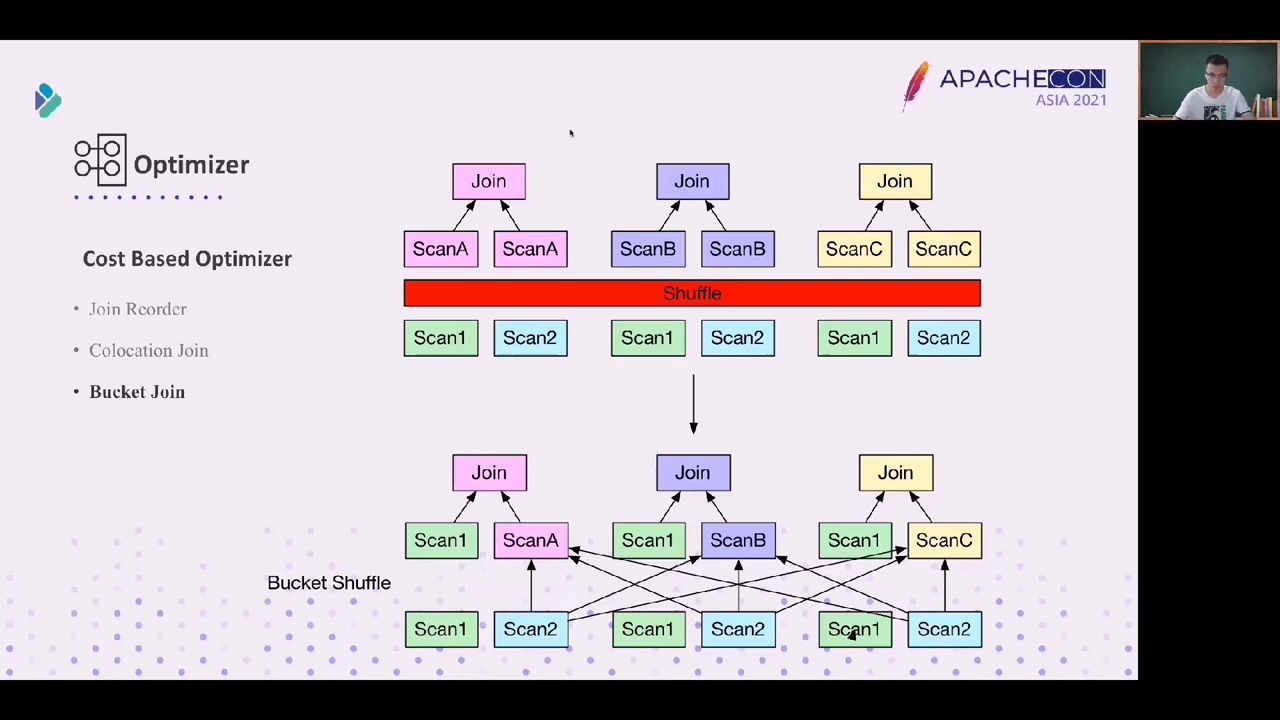 APACHECON
ASIA 2021
Optimizer
Cost Based Optimizer
• Join Reorder
• Colocation Join
• Bucket Join
Join Join Join
ScanA ScanA ScanB ScanB ScanC ScanC
Shuffle
Scan1 Scan2 Scan1 Scan2 Scan1 Scan2
Join Join Join
Scan1 ScanA Scan1 ScanB Scan1 ScanC
Bucket Shuffle
Scan1 Scan2 Scan1 Scan2 Scan1 Scan2